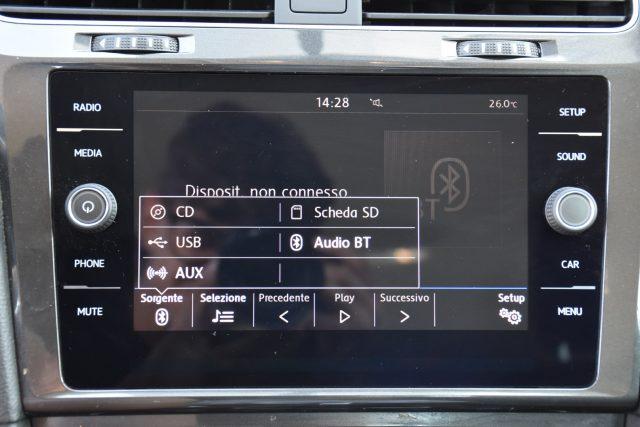 RADIO
MEDIA
PHONE
MUTE
14:28
26.0°C
Disposit. non connesso
BT
CD
Scheda SD
USB
Audio BT
AUX
Sorgente
Selezione
Precedente
Play
Successivo
Setup
SETUP
SOUND
CAR
MENU